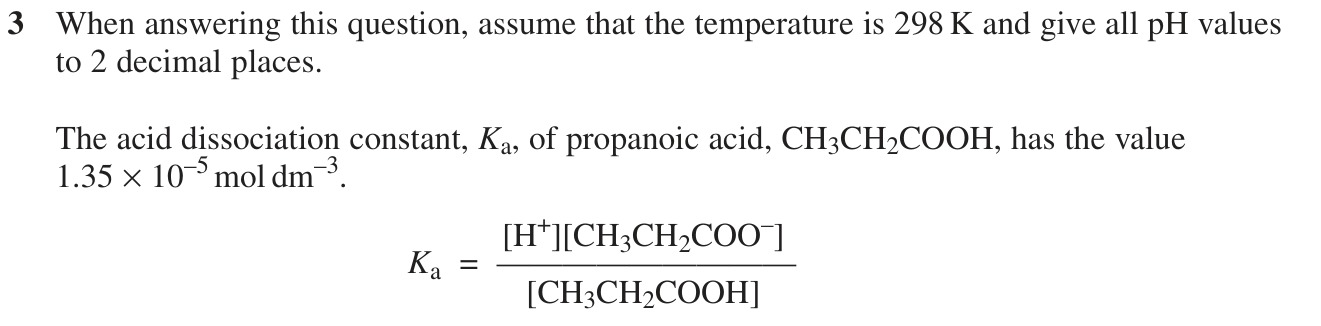 3 When answering this question, assume that the temperature is 298 K and give all pH values
to 2 decimal places.
The acid dissociation constant, Kₐ, of propanoic acid, CH₃CH₂COOH, has the value
1.35 × 10⁻⁵ mol dm⁻³.
Kₐ = [H⁺][CH₃CH₂COO⁻]
[CH₃CH₂COOH]